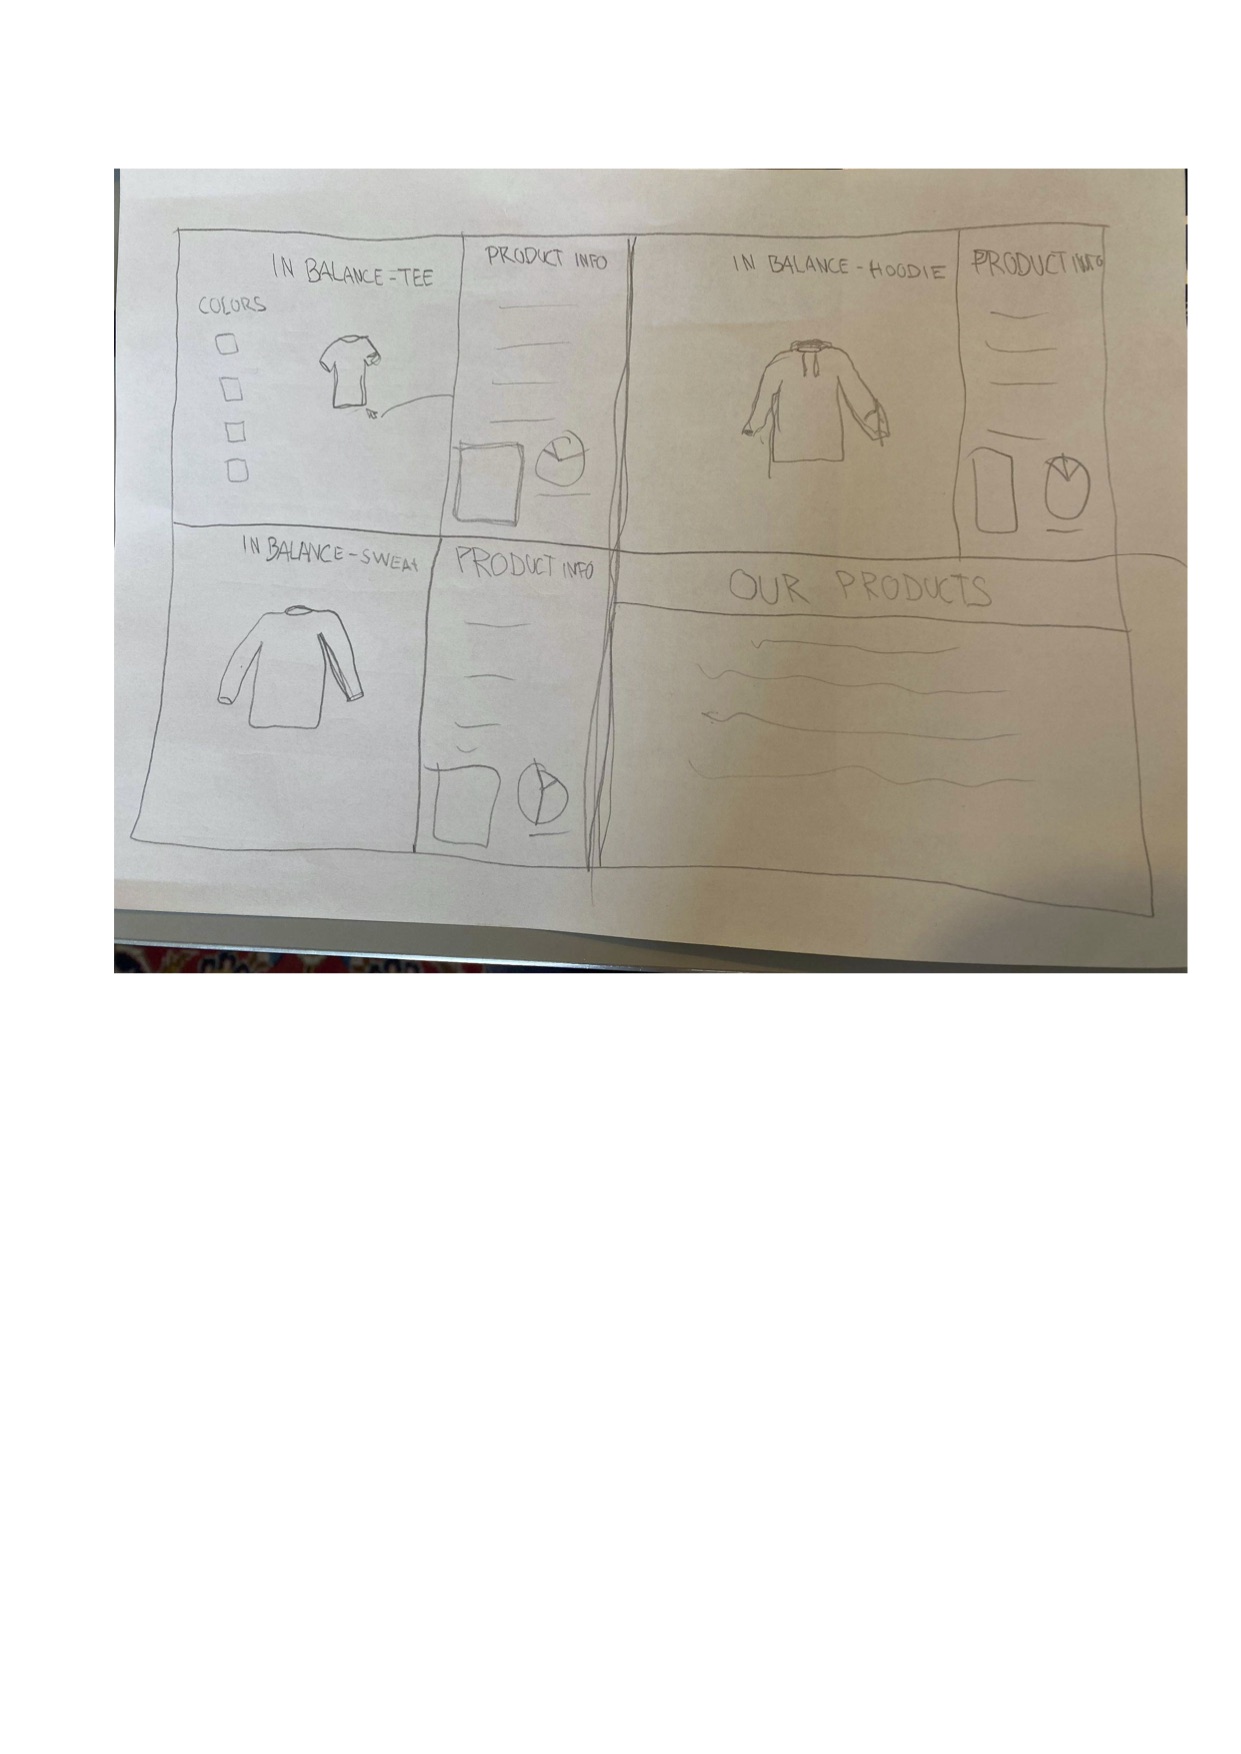 IN BALANCE=TEE
PRODUCT INFO
COLORS
IN BALANCE-HOODIE
PRODUCT INFO
IN BALANCE-SWEAT
PRODUCT INFO
OUR PRODUCTS